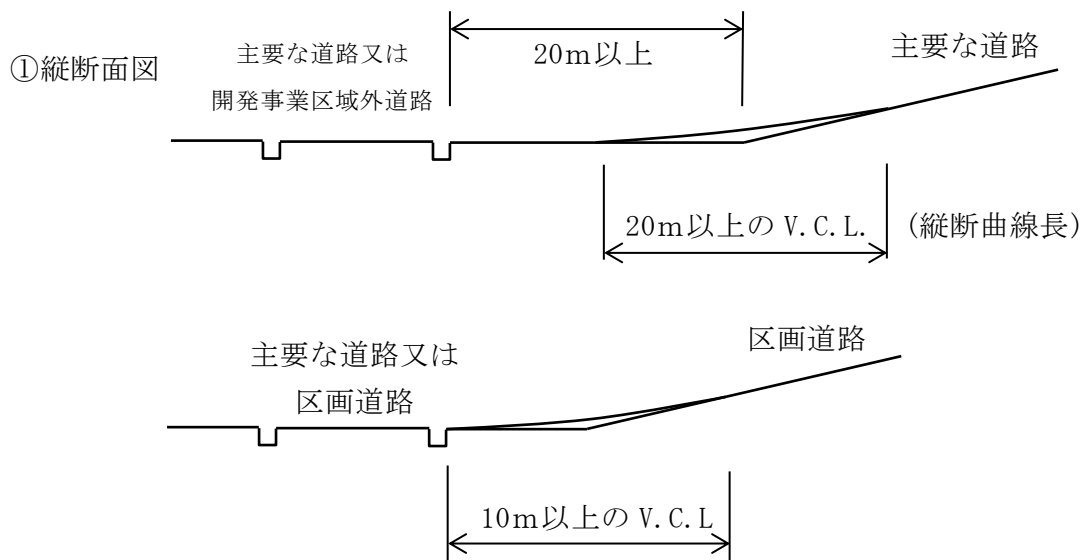 ①縦断面図
主要な道路又は
開発事業区域外道路
20m以上
主要な道路
20m以上の V.C.L.
(縦断曲線長)
主要な道路又は
区画道路
区画道路
10m以上の V.C.L